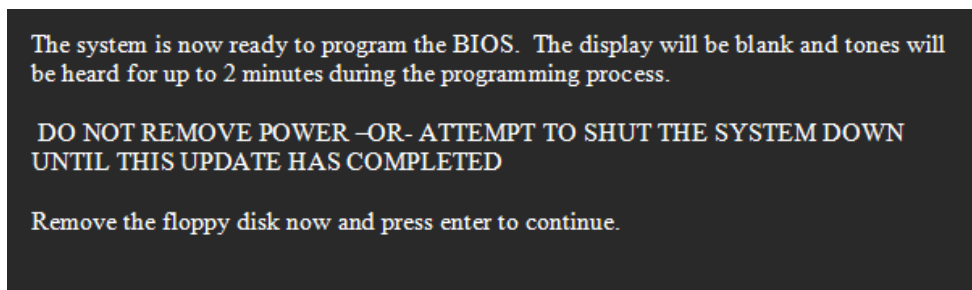 The system is now ready to program the BIOS.  The display will be blank and tones will
be heard for up to 2 minutes during the programming process.
DO NOT REMOVE POWER –OR- ATTEMPT TO SHUT THE SYSTEM DOWN
UNTIL THIS UPDATE HAS COMPLETED
Remove the floppy disk now and press enter to continue.